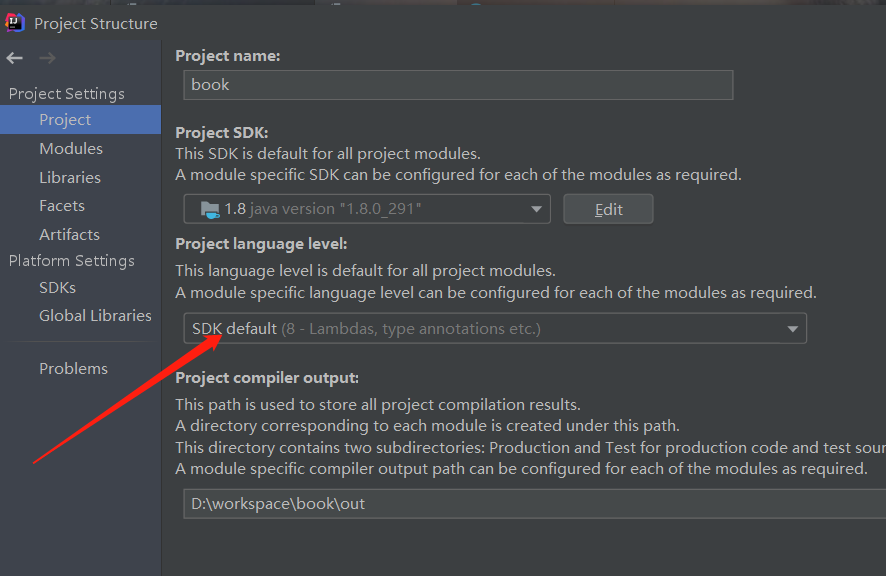 Project Structure
Project Settings
Project
Modules
Libraries
Facets
Artifacts
Platform Settings
SDKs
Global Libraries
Problems
Project name:
book
Project SDK:
This SDK is default for all project modules.
A module specific SDK can be configured for each of the modules as required.
1.8 java version "1.8.0_291"
Edit
Project language level:
This language level is default for all project modules.
A module specific language level can be configured for each of the modules as required.
SDK default (8 - Lambdas, type annotations etc.)
Project compiler output:
This path is used to store all project compilation results.
A directory corresponding to each module is created under this path.
This directory contains two subdirectories: Production and Test for production code and test sour
A module specific compiler output path can be configured for each of the modules as required.
D:\workspace\book\out